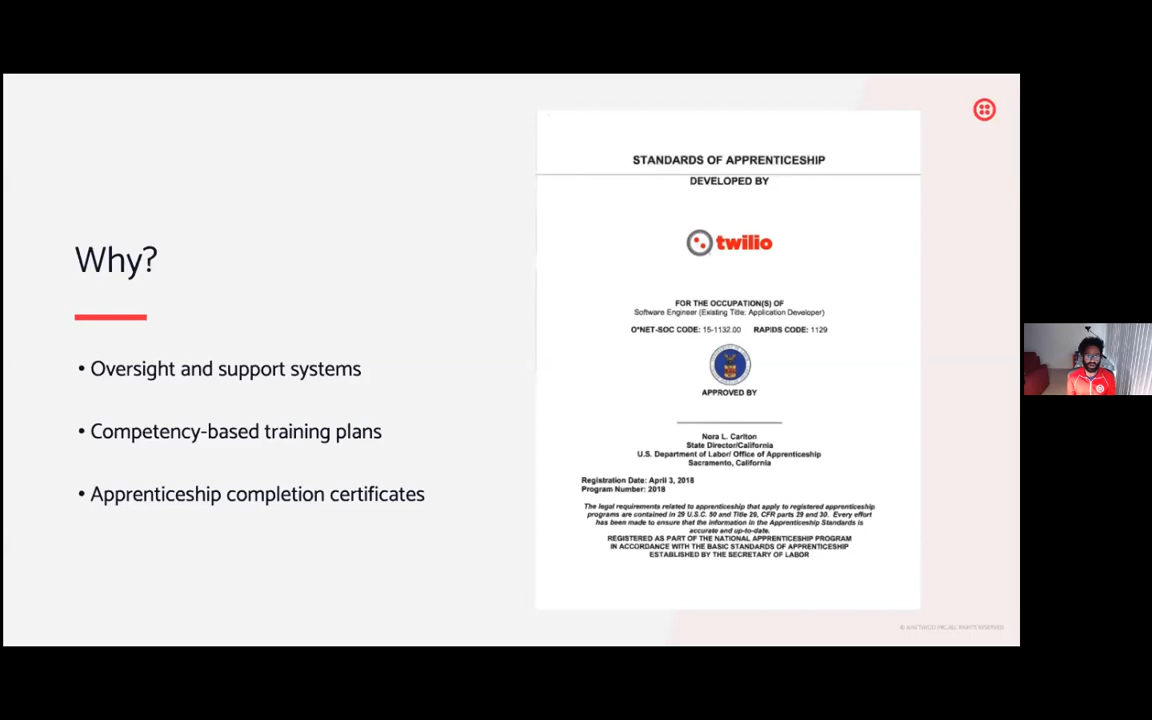 Why?
• Oversight and support systems
• Competency-based training plans
• Apprenticeship completion certificates
STANDARDS OF APPRENTICESHIP
DEVELOPED BY
twilio
FOR THE OCCUPATION(S) OF
Software Engineer (Existing Title: Application Developer)
O*NET-SOC CODE: 15-1132.00 RAPIDS CODE: 1129
APPROVED BY
Nora L. Carlton
State Director/California
U.S. Department of Labor/ Office of Apprenticeship
Sacramento, California
Registration Date: April 3, 2018
Program Number: 2018
The legal requirements related to apprenticeship that apply to registered apprenticeship
programs are contained in 29 U.S.C. 50 and Title 29, CFR parts 29 and 30. Every effort
has been made to ensure that the information in the Apprenticeship Standards is
accurate and up-to-date.
REGISTERED AS PART OF THE NATIONAL APPRENTICESHIP PROGRAM
IN ACCORDANCE WITH THE BASIC STANDARDS OF APPRENTICESHIP
ESTABLISHED BY THE SECRETARY OF LABOR
TWILIO INC. ALL RIGHTS RESERVED